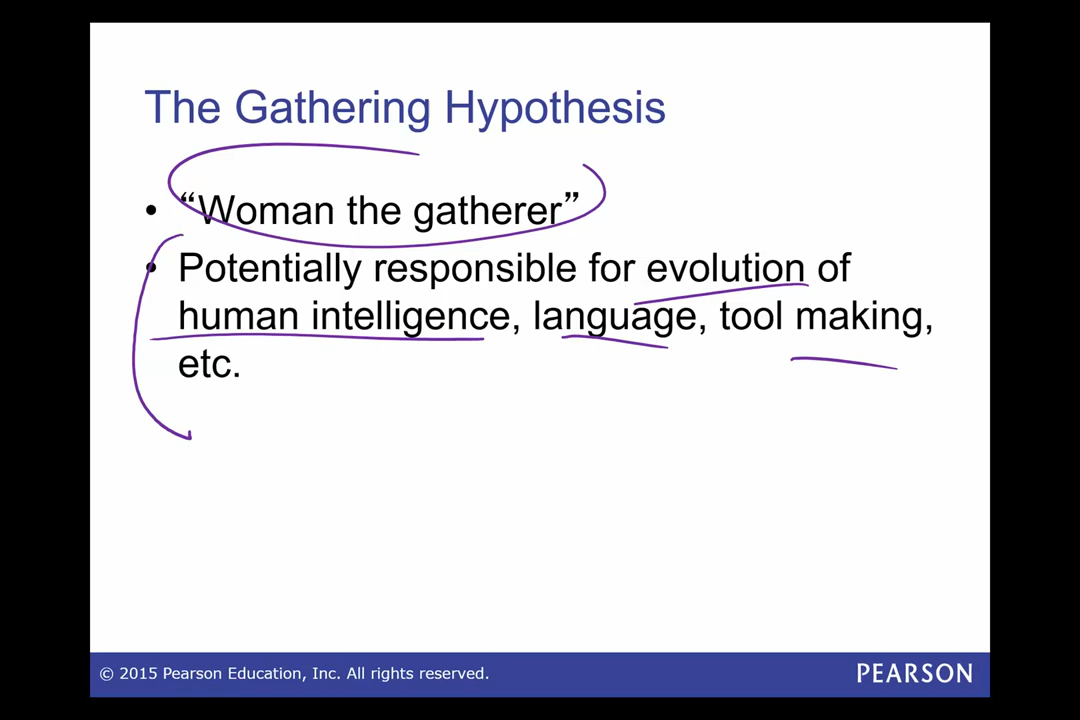 The Gathering Hypothesis
• “Woman the gatherer”
• Potentially responsible for evolution of
human intelligence, language, tool making,
etc.
© 2015 Pearson Education, Inc. All rights reserved.
PEARSON